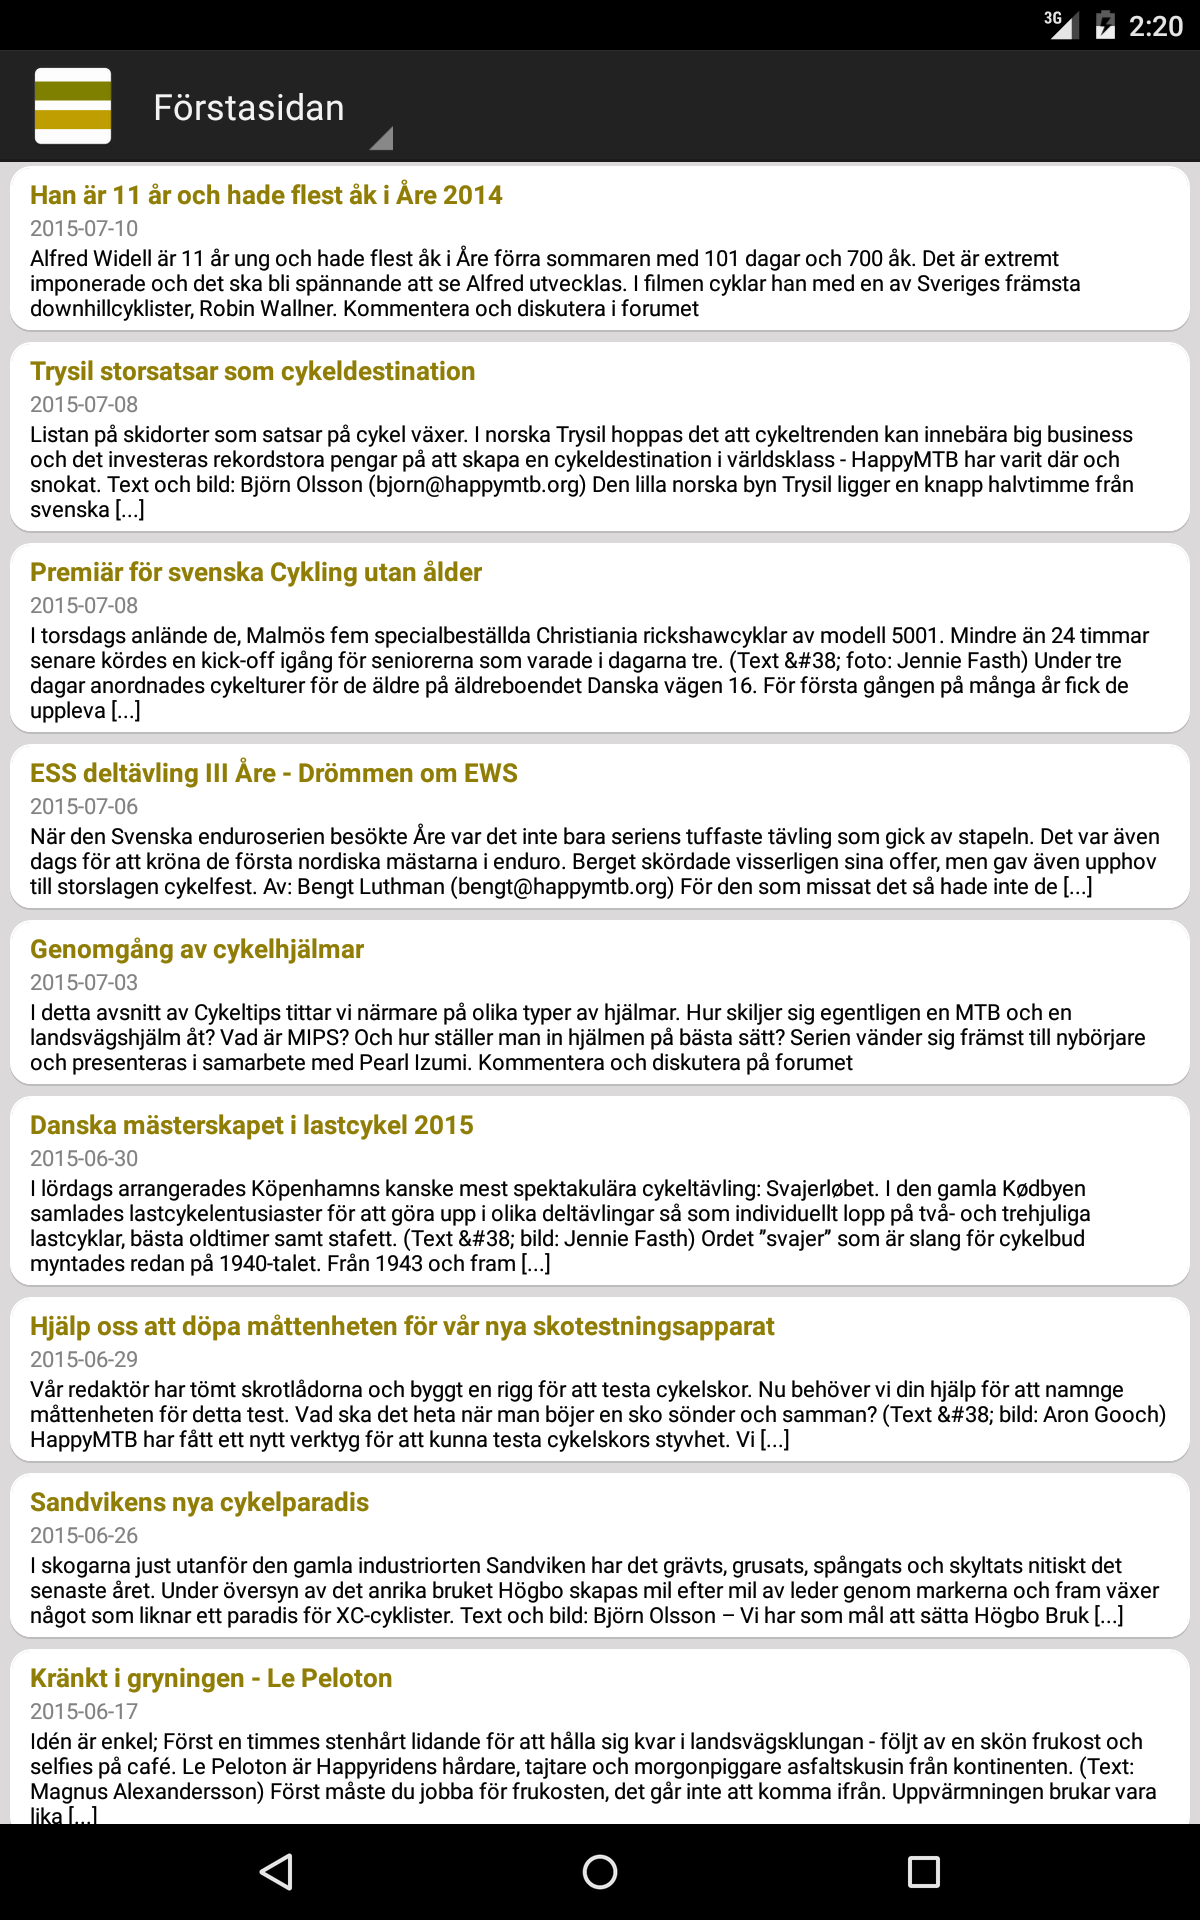 3G
2:20
Förstasidan
Han är 11 år och hade flest åk i Åre 2014
2015-07-10
Alfred Widell är 11 år ung och hade flest åk i Åre förra sommaren med 101 dagar och 700 åk. Det är extremt
imponerade och det ska bli spännande att se Alfred utvecklas. I filmen cyklar han med en av Sveriges främsta
downhillcyklister, Robin Wallner. Kommentera och diskutera i forumet
Trysil storsatsar som cykeldestination
2015-07-08
Listan på skidorter som satsar på cykel växer. I norska Trysil hoppas det att cykeltrenden kan innebära big business
och det investeras rekordstora pengar på att skapa en cykeldestination i världsklass - HappyMTB har varit där och
snokat. Text och bild: Björn Olsson (bjorn@happymtb.org) Den lilla norska byn Trysil ligger en knapp halvtimme från
svenska [...]
Premiär för svenska Cykling utan ålder
2015-07-08
I torsdags anlände de, Malmös fem specialbeställda Christiania rickshawcyklar av modell 5001. Mindre än 24 timmar
senare kördes en kick-off igång för seniorerna som varade i dagarna tre. (Text &#38; foto: Jennie Fasth) Under tre
dagar anordnades cykelturer för de äldre på äldreboendet Danska vägen 16. För första gången på många år fick de
uppleva [...]
ESS deltävling III Åre - Drömmen om EWS
2015-07-06
När den Svenska enduroserien besökte Åre var det inte bara seriens tuffaste tävling som gick av stapeln. Det var även
dags för att kröna de första nordiska mästarna i enduro. Berget skördade visserligen sina offer, men gav även upphov
till storslagen cykelfest. Av: Bengt Luthman (bengt@happymtb.org) För den som missat det så hade inte de [...]
Genomgång av cykelhjälmar
2015-07-03
I detta avsnitt av Cykeltips tittar vi närmare på olika typer av hjälmar. Hur skiljer sig egentligen en MTB och en
landsvägshjälm åt? Vad är MIPS? Och hur ställer man in hjälmen på bästa sätt? Serien vänder sig främst till nybörjare
och presenteras i samarbete med Pearl Izumi. Kommentera och diskutera på forumet
Danska mästerskapet i lastcykel 2015
2015-06-30
I lördags arrangerades Köpenhamns kanske mest spektakulära cykeltävling: Svajerløbet. I den gamla Kødbyen
samlades lastcykelentusiaster för att göra upp i olika deltävlingar så som individuellt lopp på två- och trehjuliga
lastcyklar, bästa oldtimer samt stafett. (Text &#38; bild: Jennie Fasth) Ordet ”svajer” som är slang för cykelbud
myntades redan på 1940-talet. Från 1943 och fram [...]
Hjälp oss att döpa måttenheten för vår nya skotestningsapparat
2015-06-29
Vår redaktör har tömt skrotlådorna och byggt en rigg för att testa cykelskor. Nu behöver vi din hjälp för att namnge
måttenheten för detta test. Vad ska det heta när man böjer en sko sönder och samman? (Text &#38; bild: Aron Gooch)
HappyMTB har fått ett nytt verktyg för att kunna testa cykelskors styvhet. Vi [...]
Sandvikens nya cykelparadis
2015-06-26
I skogarna just utanför den gamla industriorten Sandviken har det grävts, grusats, spångats och skyltats nitiskt det
senaste året. Under översyn av det anrika bruket Högbo skapas mil efter mil av leder genom markerna och fram växer
något som liknar ett paradis för XC-cyklister. Text och bild: Björn Olsson – Vi har som mål att sätta Högbo Bruk [...]
Kränkt i gryningen - Le Peloton
2015-06-17
Idén är enkel; Först en timmes stenhårt lidande för att hålla sig kvar i landsvägsklungan - följt av en skön frukost och
selfies på café. Le Peloton är Happyridens hårdare, tajtare och morgonpiggare asfaltskusin från kontinenten. (Text:
Magnus Alexandersson) Först måste du jobba för frukosten, det går inte att komma ifrån. Uppvärmningen brukar vara
lika [...]